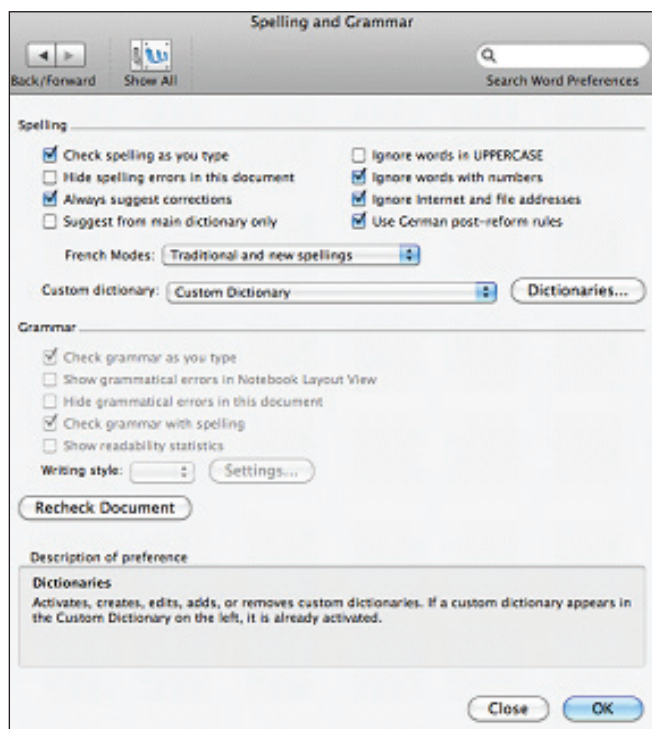 Spelling and Grammar
Back/Forward Show All Search Word Preferences
Spelling
Check spelling as you type Ignore words in UPPERCASE
Hide spelling errors in this document Ignore words with numbers
Always suggest corrections Ignore Internet and file addresses
Suggest from main dictionary only Use German post-reform rules
French Modes: Traditional and new spellings
Custom dictionary: Custom Dictionary Dictionaries...
Grammar
Check grammar as you type
Show grammatical errors in Notebook Layout View
Hide grammatical errors in this document
Check grammar with spelling
Show readability statistics
Writing style: Settings...
Recheck Document
Description of preference
Dictionaries
Activates, creates, edits, adds, or removes custom dictionaries. If a custom dictionary appears in
the Custom Dictionary on the left, it is already activated.
Close OK